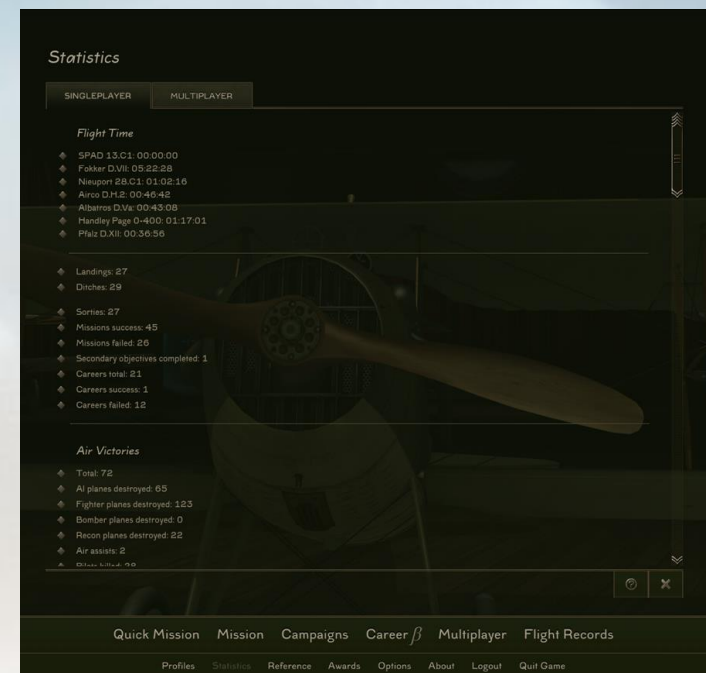 Statistics
SINGLEPLAYER MULTIPLAYER
Flight Time
SPAD 13.C1: 00:00:00
Fokker D.VII: 05:22:28
Nieuport 28.C1: 01:02:16
Airco D.H.2: 00:46:42
Albatros D.Va: 00:43:08
Handley Page 0-400: 01:17:01
Pfalz D.XII: 00:36:56
Landings: 27
Ditches: 29
Sorties: 27
Missions success: 45
Missions failed: 26
Secondary objectives completed: 1
Careers total: 21
Careers success: 1
Careers failed: 12
Air Victories
Total: 72
AI planes destroyed: 65
Fighter planes destroyed: 123
Bomber planes destroyed: 0
Recon planes destroyed: 22
Air assists: 2
Quick Mission Mission Campaigns Career β Multiplayer Flight Records
Profiles Statistics Reference Awards Options About Logout Quit Game